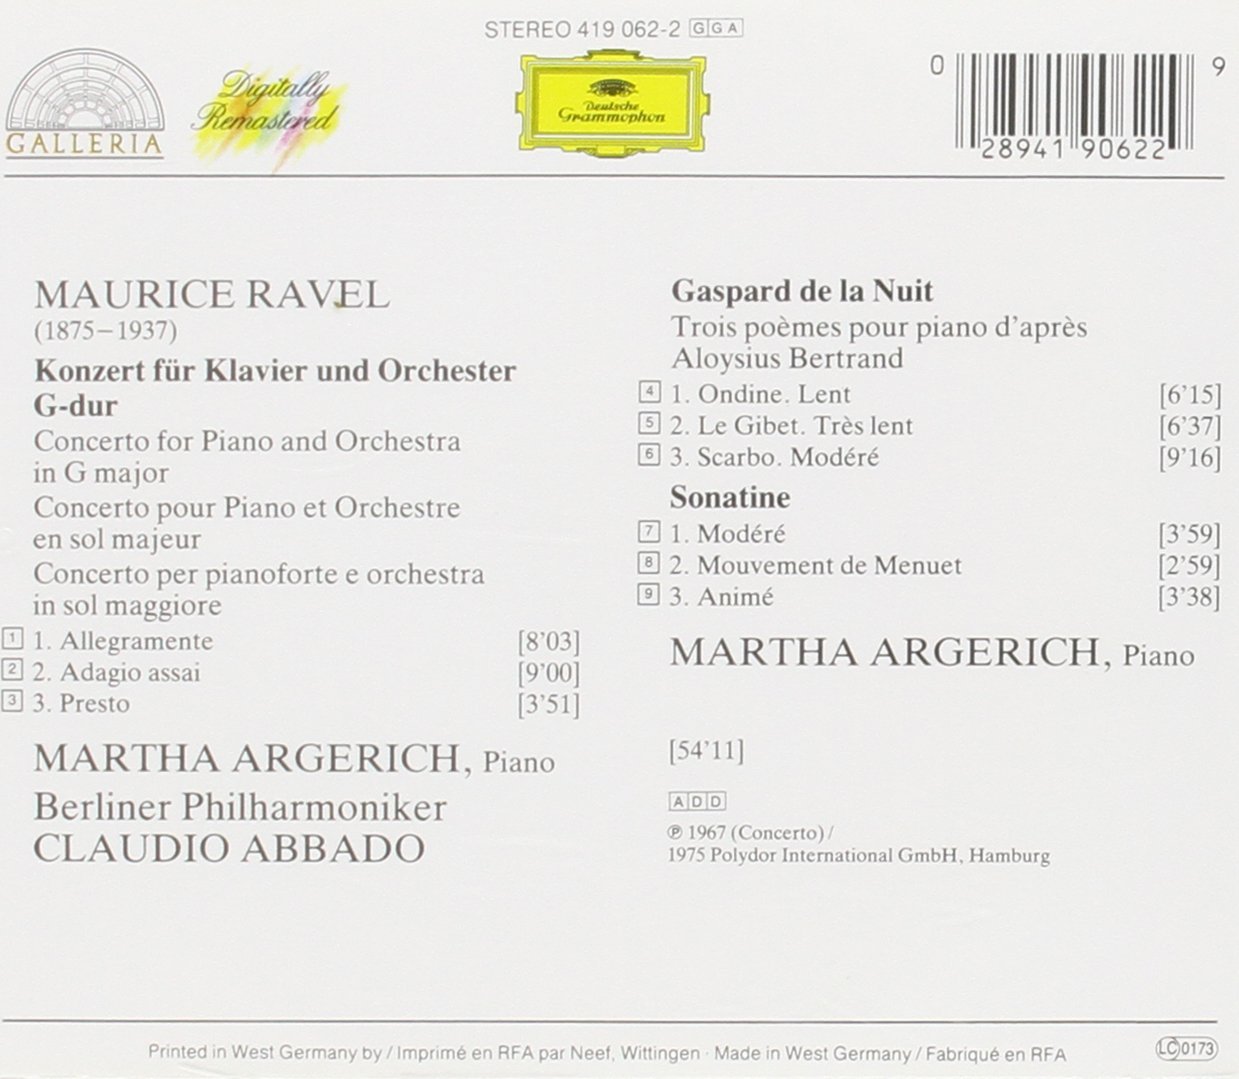 STEREO 419 062-2 GGA
GALLERIA
Digitally
Remastered
Deutsche
Grammophon
0 28941 90622 9
MAURICE RAVEL
(1875–1937)
Konzert für Klavier und Orchester
G-dur
Concerto for Piano and Orchestra
in G major
Concerto pour Piano et Orchestre
en sol majeur
Concerto per pianoforte e orchestra
in sol maggiore
1 1. Allegramente [8'03]
2 2. Adagio assai [9'00]
3 3. Presto [3'51]
MARTHA ARGERICH, Piano
Berliner Philharmoniker
CLAUDIO ABBADO
Gaspard de la Nuit
Trois poèmes pour piano d'après
Aloysius Bertrand
4 1. Ondine. Lent [6'15]
5 2. Le Gibet. Très lent [6'37]
6 3. Scarbo. Modéré [9'16]
Sonatine
7 1. Modéré [3'59]
8 2. Mouvement de Menuet [2'59]
9 3. Animé [3'38]
MARTHA ARGERICH, Piano
[54'11]
ADD
℗ 1967 (Concerto) /
1975 Polydor International GmbH, Hamburg
Printed in West Germany by / Imprimé en RFA par Neef, Wittingen · Made in West Germany / Fabriqué en RFA
LC 0173